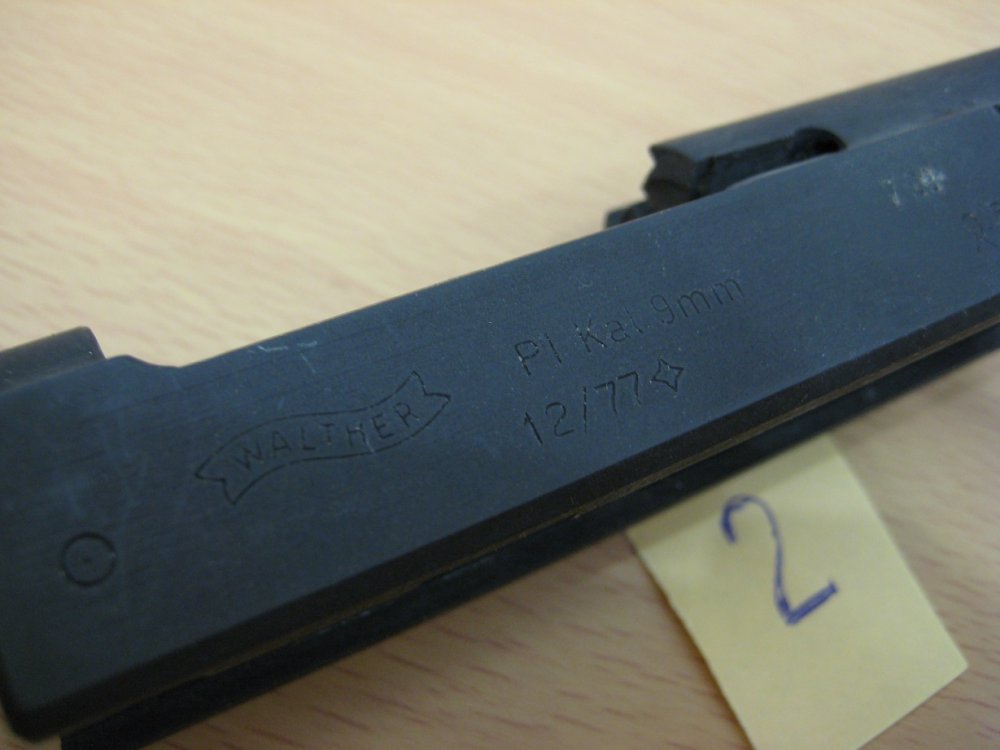 WALTHER
P1 Kal. 9mm
12/77
2